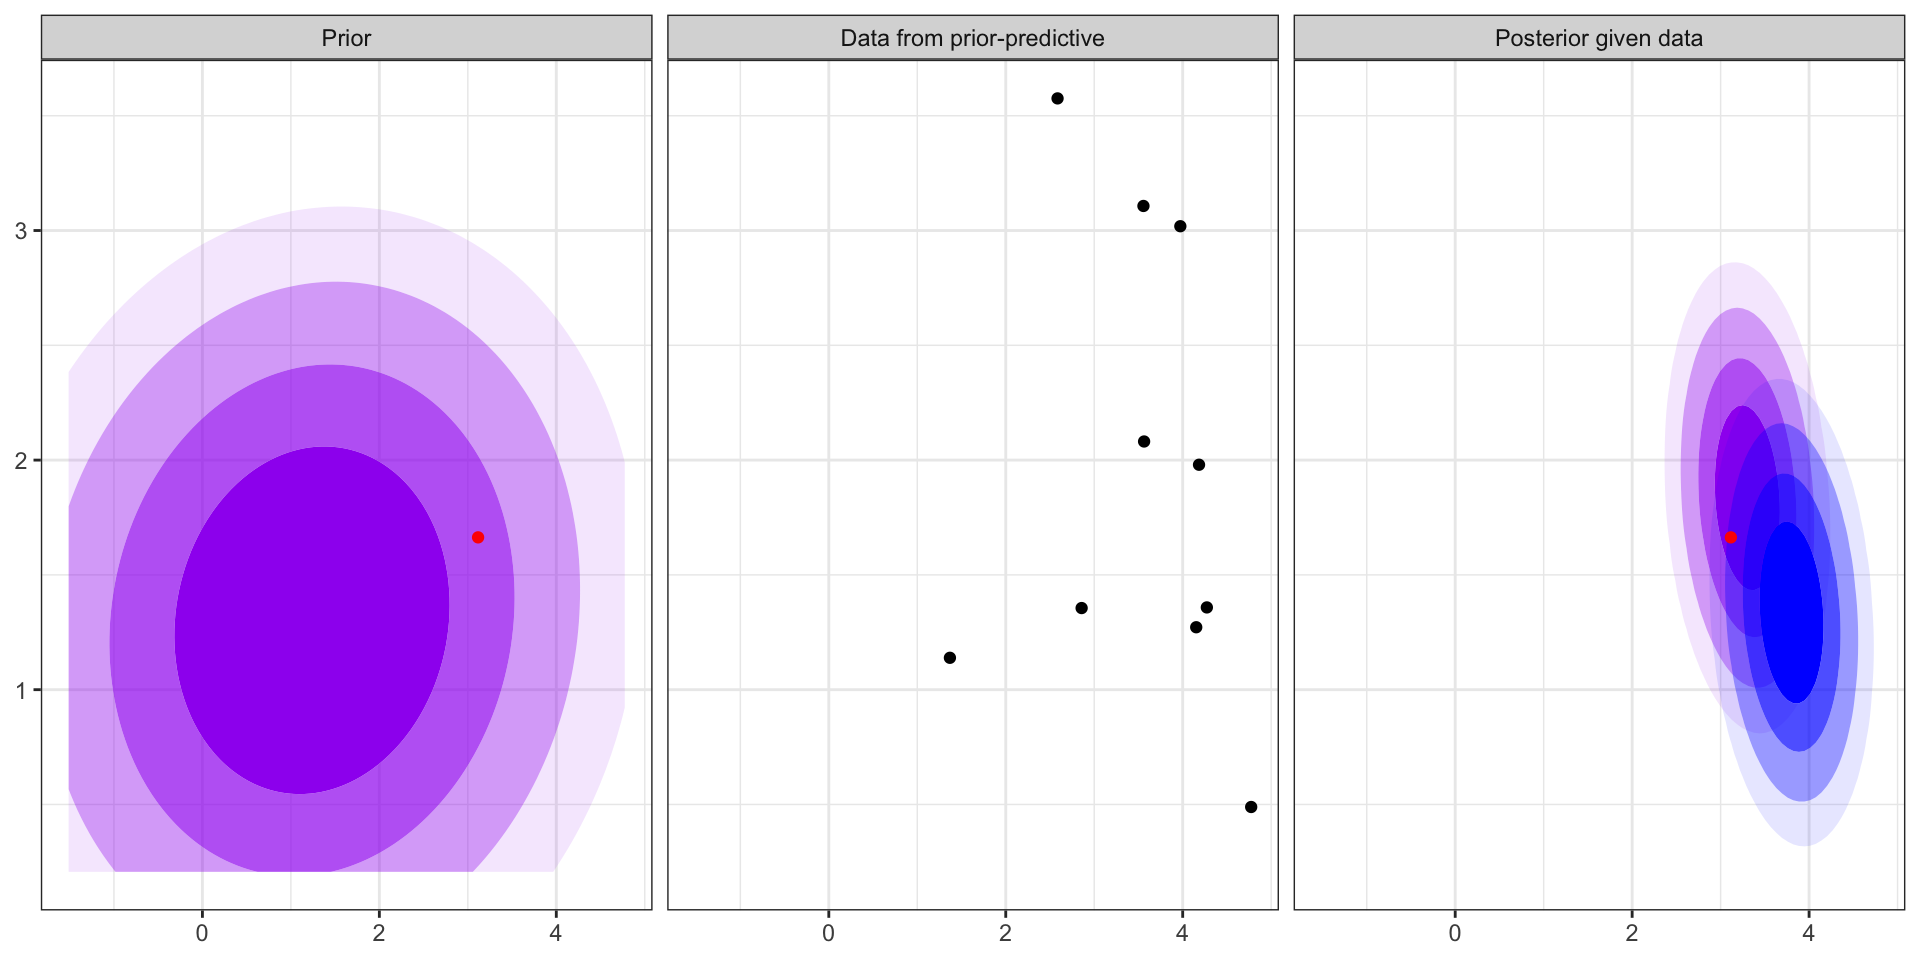 Prior
Data from prior-predictive
Posterior given data
3
2
1
0 2 4
0 2 4
0 2 4